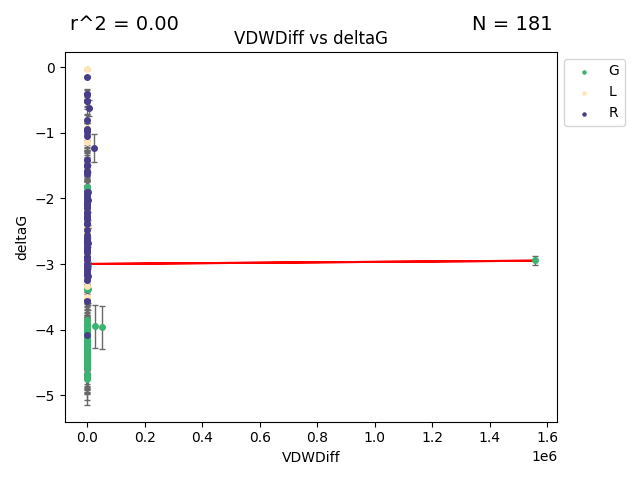 r^2 = 0.00
N = 181
VDWDiff vs deltaG
G
L
R
deltaG
0
−1
−2
−3
−4
−5
0.0 0.2 0.4 0.6 0.8 1.0 1.2 1.4 1.6
1e6
VDWDiff